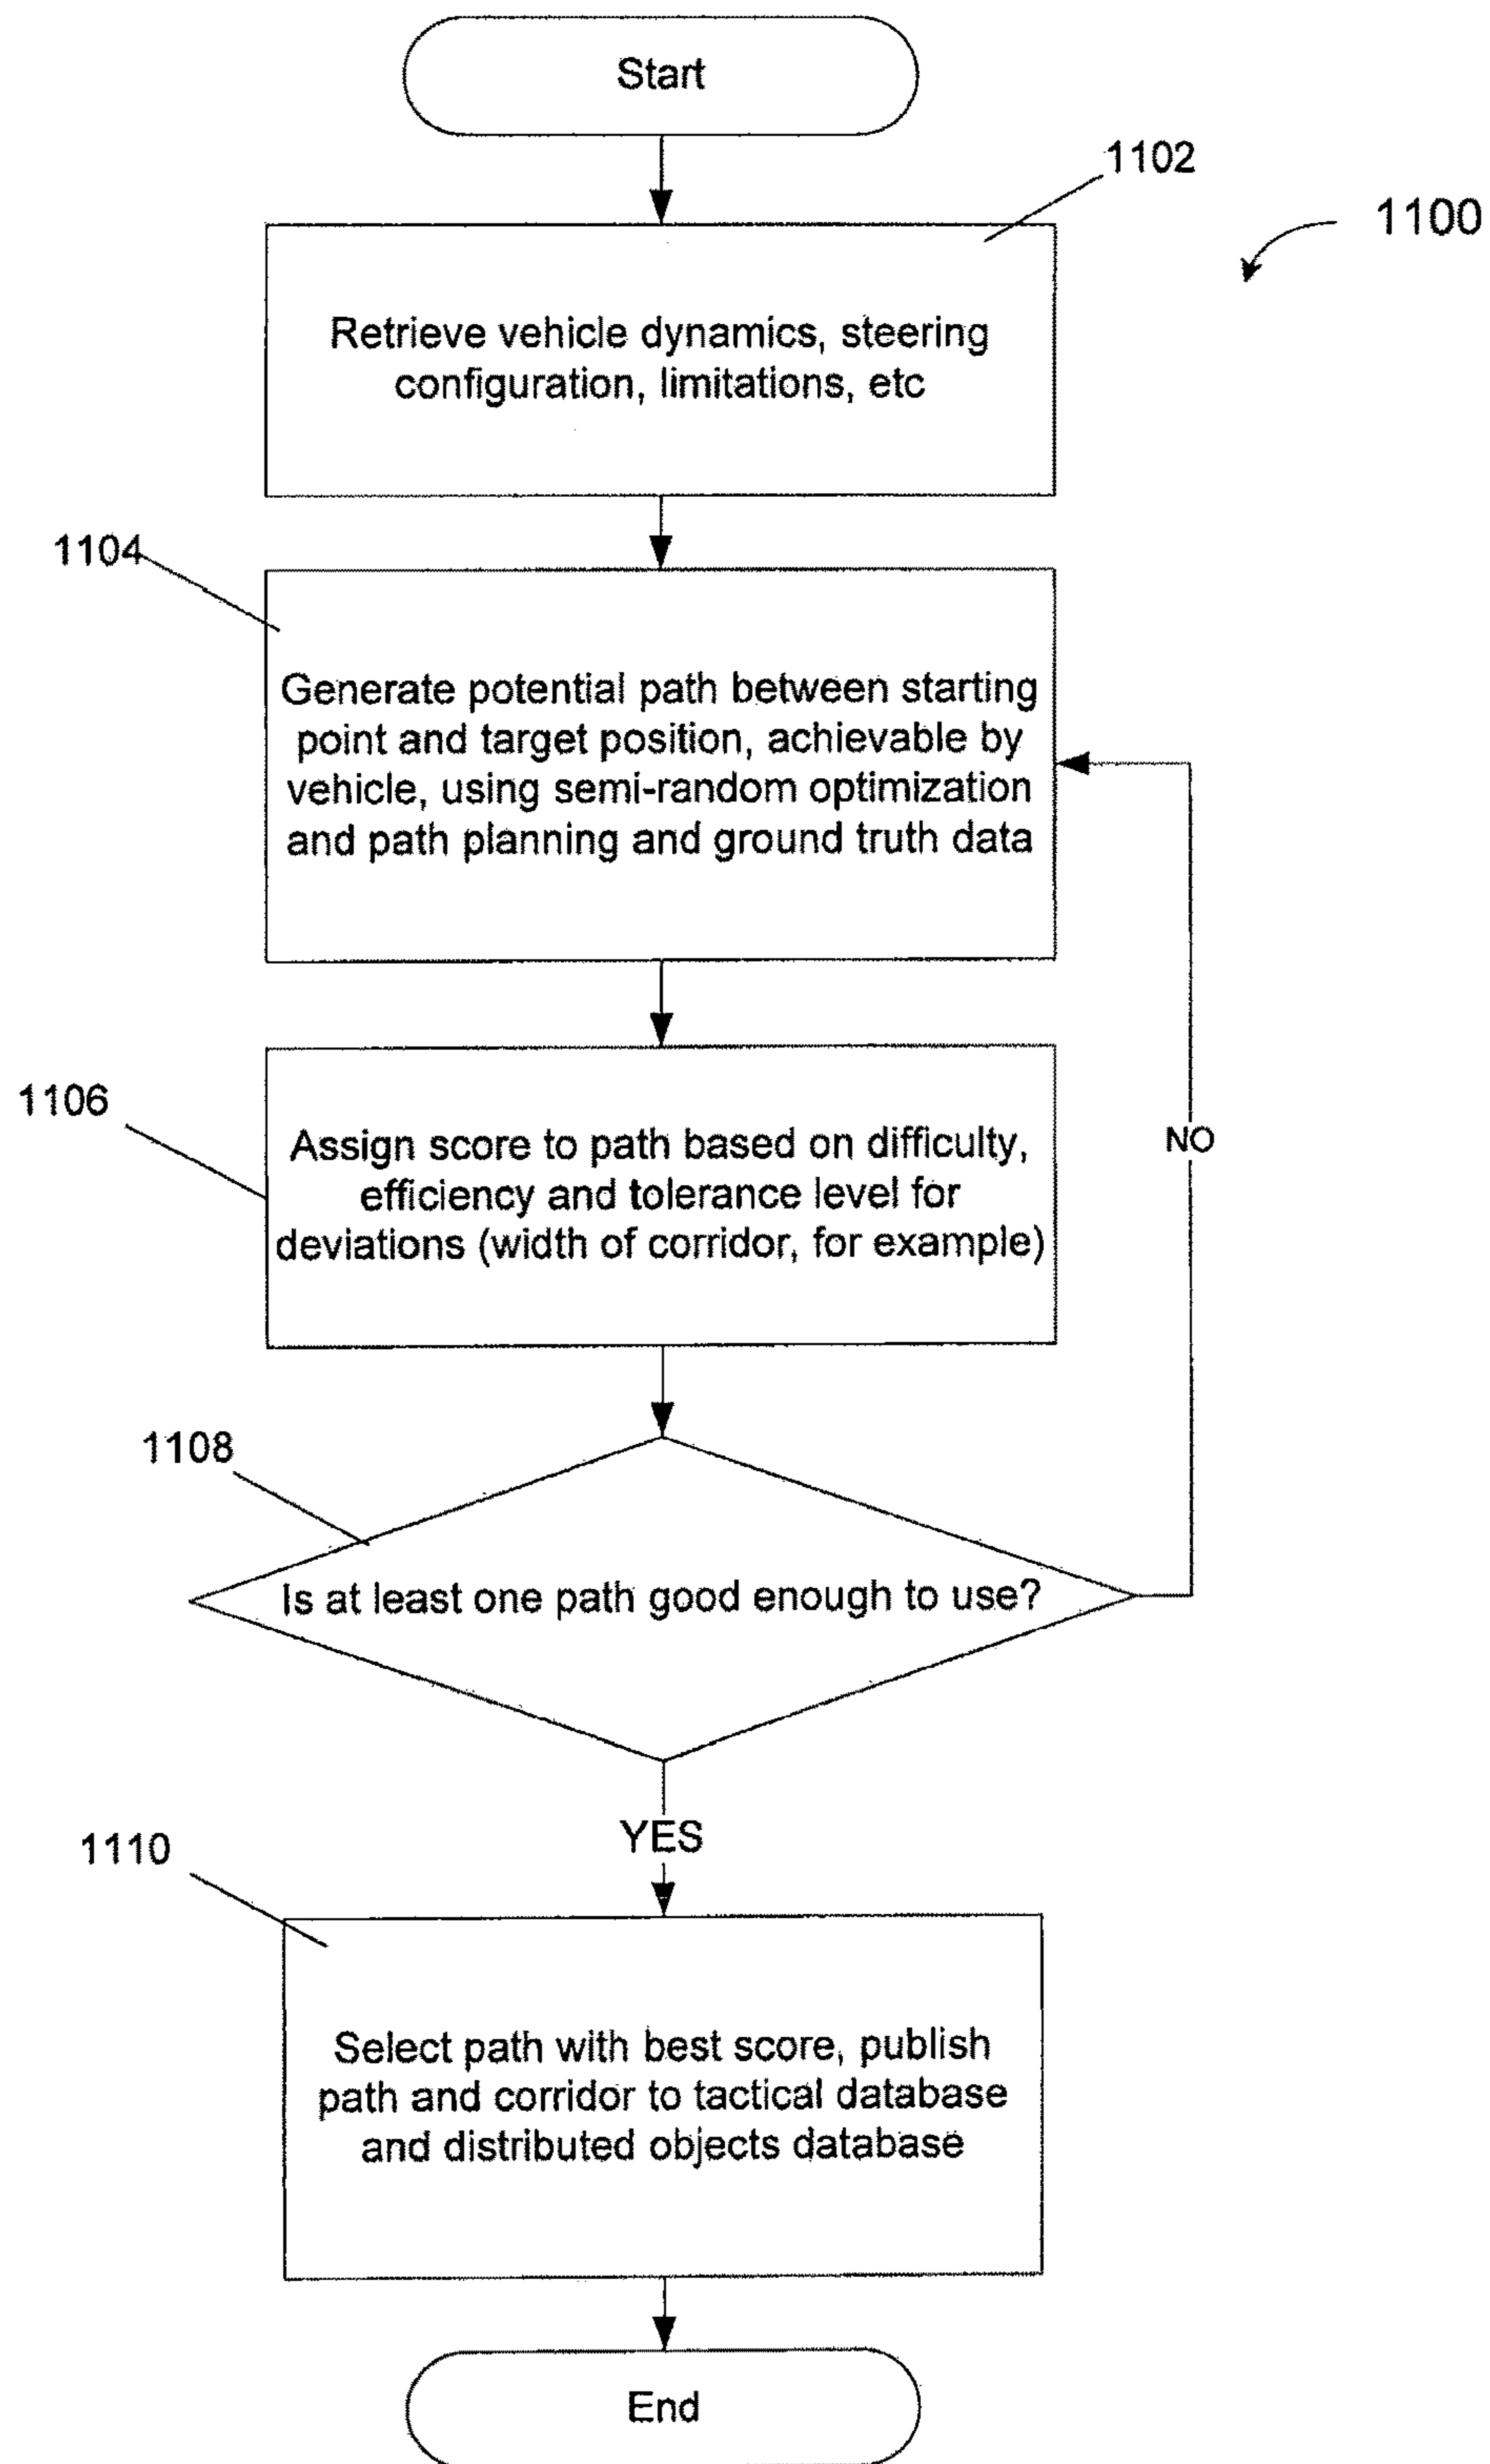 Start
1102
1100
Retrieve vehicle dynamics, steering
configuration, limitations, etc
1104
Generate potential path between starting
point and target position, achievable by
vehicle, using semi-random optimization
and path planning and ground truth data
1106
Assign score to path based on difficulty,
efficiency and tolerance level for
deviations (width of corridor, for example)
NO
1108
Is at least one path good enough to use?
YES
1110
Select path with best score, publish
path and corridor to tactical database
and distributed objects database
End